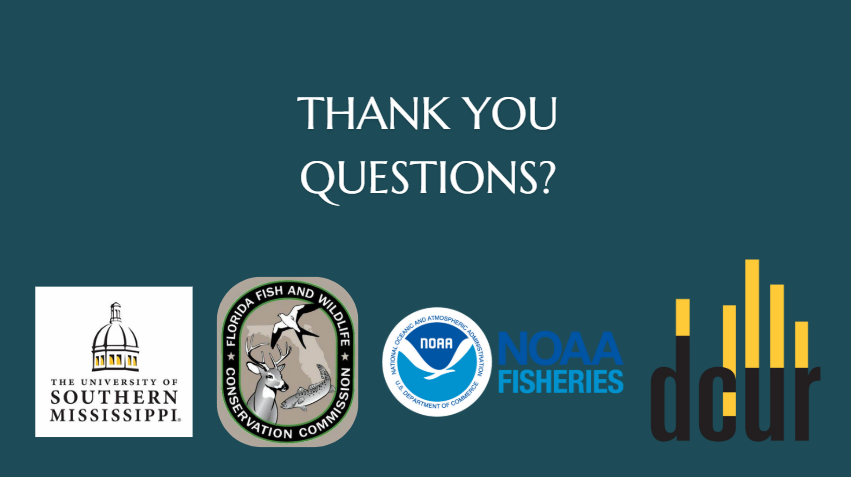 THANK YOU
QUESTIONS?
THE UNIVERSITY OF
SOUTHERN
MISSISSIPPI.
FLORIDA FISH AND WILDLIFE
CONSERVATION COMMISSION
NATIONAL OCEANIC AND ATMOSPHERIC ADMINISTRATION
NOAA
U.S. DEPARTMENT OF COMMERCE
NOAA
FISHERIES
dcur